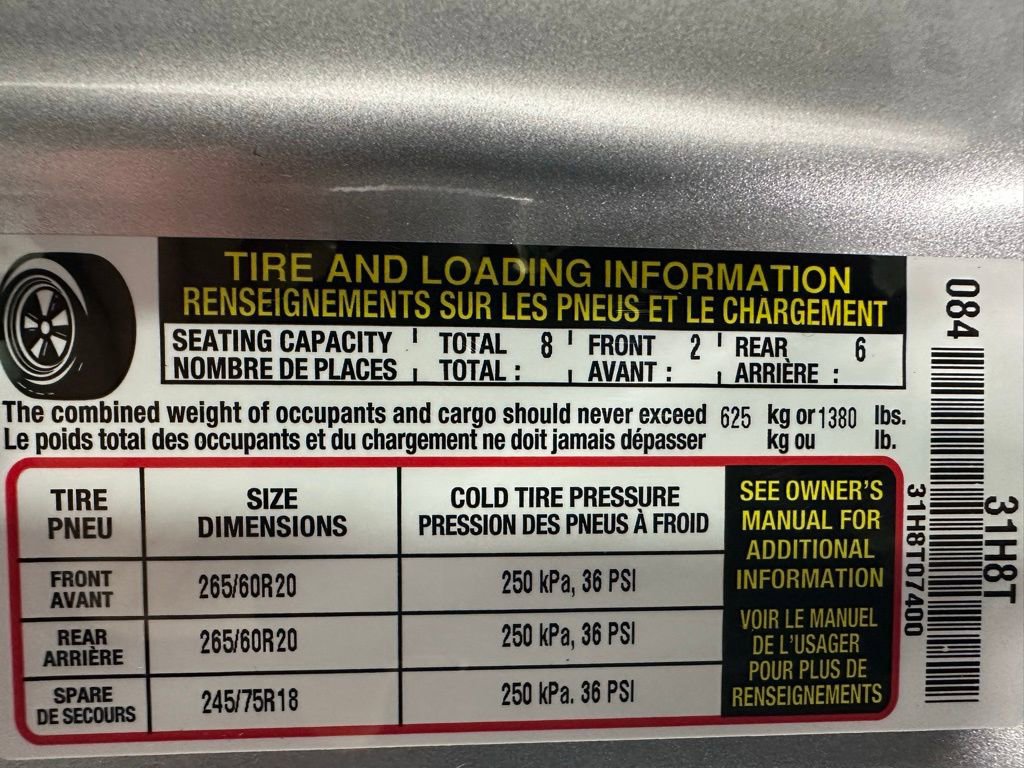 TIRE AND LOADING INFORMATION
RENSEIGNEMENTS SUR LES PNEUS ET LE CHARGEMENT
SEATING CAPACITY TOTAL 8 FRONT 2 REAR 6
NOMBRE DE PLACES TOTAL : AVANT : ARRIÈRE :
The combined weight of occupants and cargo should never exceed 625 kg or 1380 lbs.
Le poids total des occupants et du chargement ne doit jamais dépasser kg ou lb.
TIRE SIZE COLD TIRE PRESSURE
PNEU DIMENSIONS PRESSION DES PNEUS À FROID
FRONT
AVANT 265/60R20 250 kPa, 36 PSI
REAR
ARRIÈRE 265/60R20 250 kPa, 36 PSI
SPARE
DE SECOURS 245/75R18 250 kPa. 36 PSI
SEE OWNER'S
MANUAL FOR
ADDITIONAL
INFORMATION
VOIR LE MANUEL
DE L'USAGER
POUR PLUS DE
RENSEIGNEMENTS
084
31H8T07400
31H8T